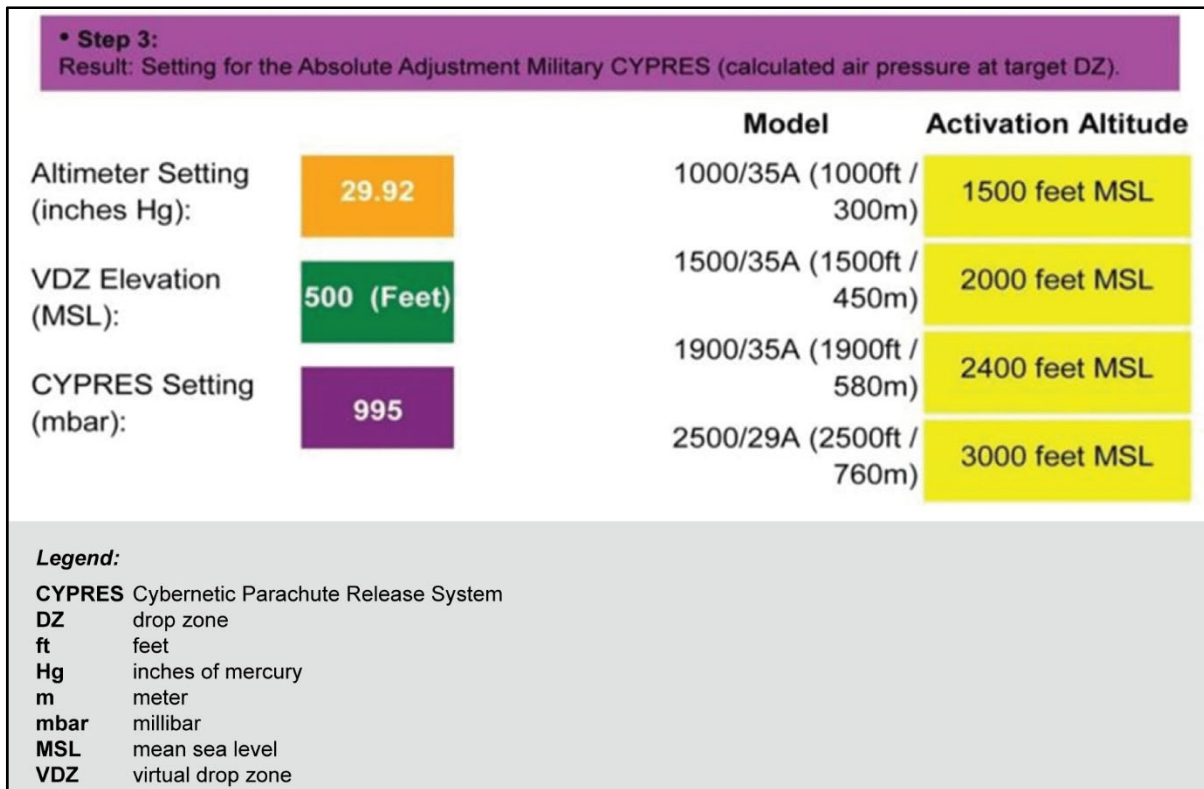 • Step 3:
Result: Setting for the Absolute Adjustment Military CYPRES (calculated air pressure at target DZ).
Altimeter Setting
(inches Hg):
29.92
VDZ Elevation
(MSL):
500 (Feet)
CYPRES Setting
(mbar):
995
Model Activation Altitude
1000/35A (1000ft /
300m)
1500 feet MSL
1500/35A (1500ft /
450m)
2000 feet MSL
1900/35A (1900ft /
580m)
2400 feet MSL
2500/29A (2500ft /
760m)
3000 feet MSL
Legend:
CYPRES Cybernetic Parachute Release System
DZ drop zone
ft feet
Hg inches of mercury
m meter
mbar millibar
MSL mean sea level
VDZ virtual drop zone